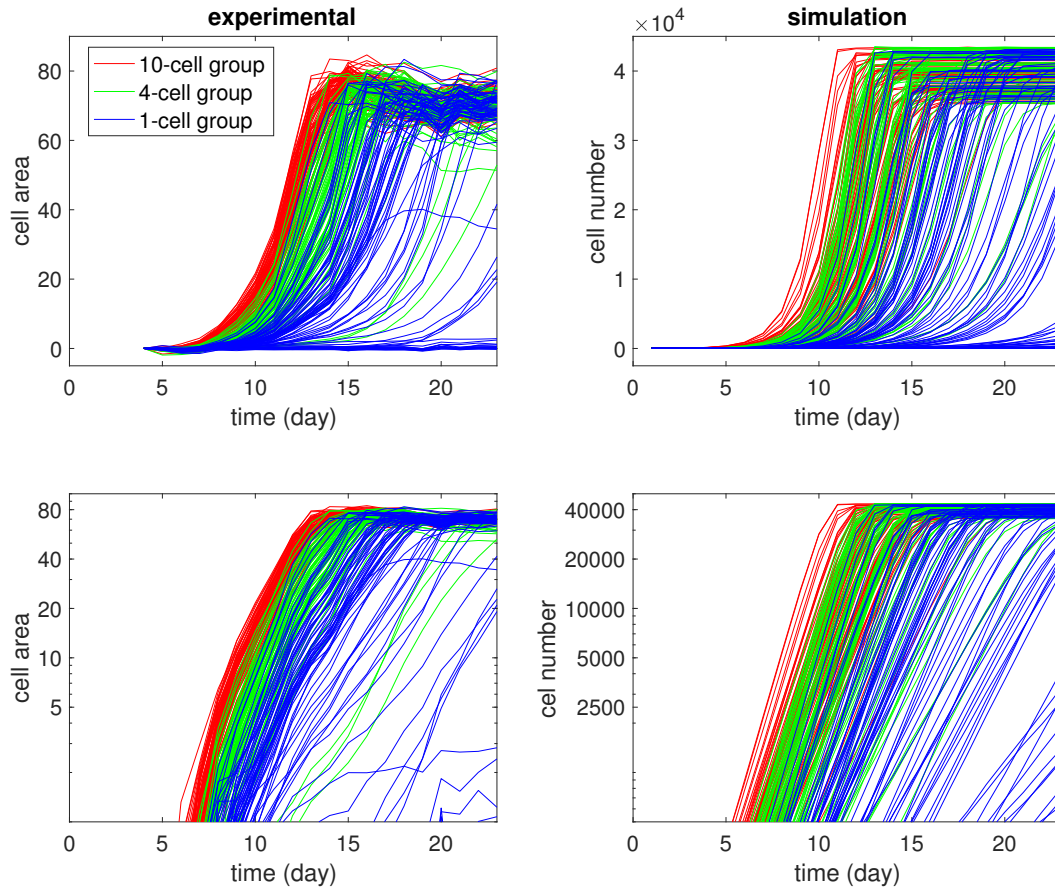 experimental
simulation
×10⁴
10-cell group
4-cell group
1-cell group
cell area
80
60
40
20
0
0 5 10 15 20
time (day)
cell number
4
3
2
1
0
0 5 10 15 20
time (day)
cell area
80
40
20
10
5
0 5 10 15 20
time (day)
cel number
40000
20000
10000
5000
2500
0 5 10 15 20
time (day)